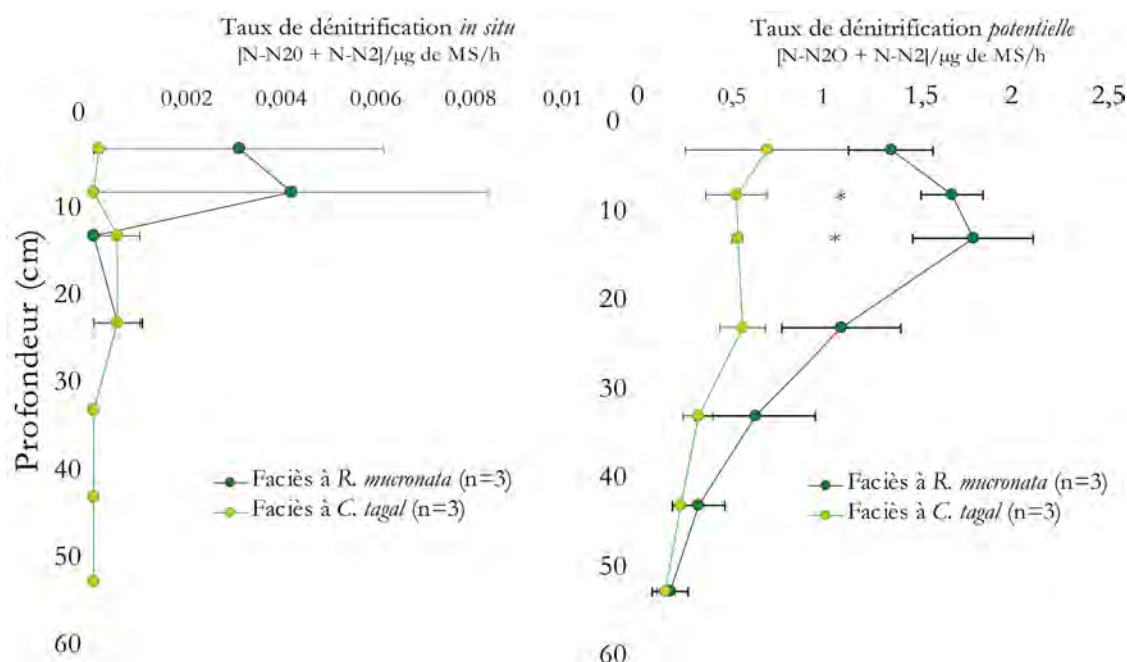 Taux de dénitrification in situ
[N-N20 + N-N2]/µg de MS/h
0 0,002 0,004 0,006 0,008 0,01
0
10
20
30
40
50
60
Profondeur (cm)
Faciès à R. mucronata (n=3)
Faciès à C. tagal (n=3)
Taux de dénitrification potentielle
[N-N2O + N-N2]/µg de MS/h
0 0,5 1 1,5 2 2,5
0
*
10
*
20
30
40
50
60
Faciès à R. mucronata (n=3)
Faciès à C. tagal (n=3)